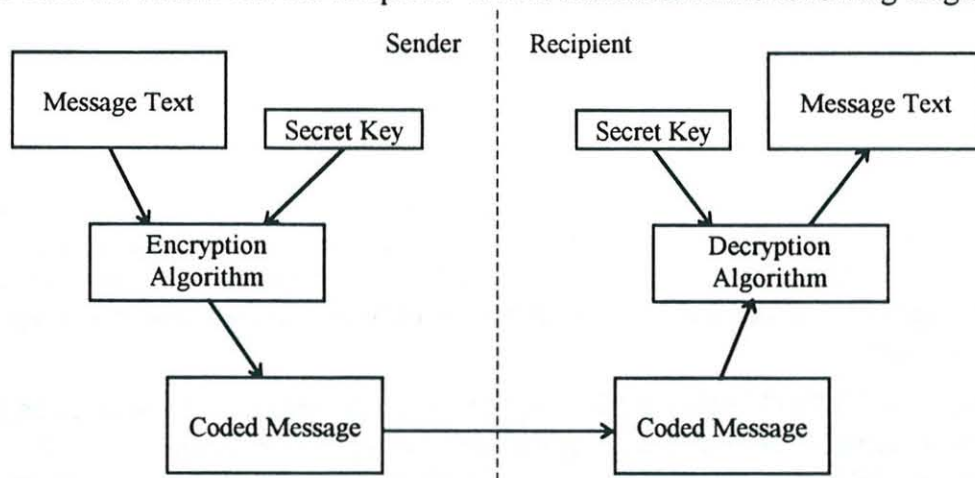 Sender
Recipient
Message Text
Secret Key
Encryption
Algorithm
Coded Message
Secret Key
Message Text
Decryption
Algorithm
Coded Message